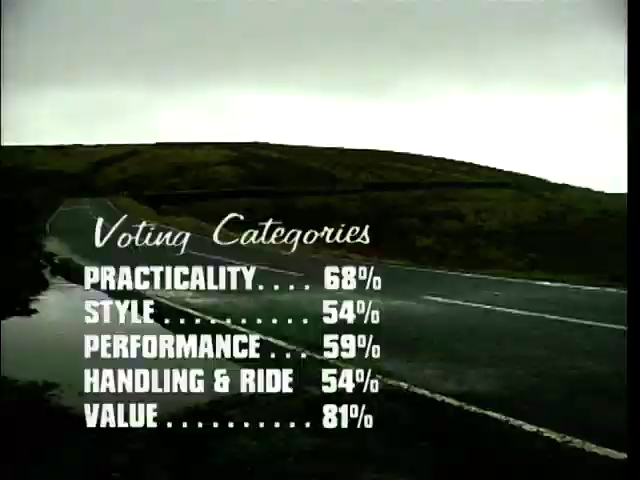 Voting Categories
PRACTICALITY.... 68%
STYLE.......... 54%
PERFORMANCE... 59%
HANDLING & RIDE 54%
VALUE.......... 81%